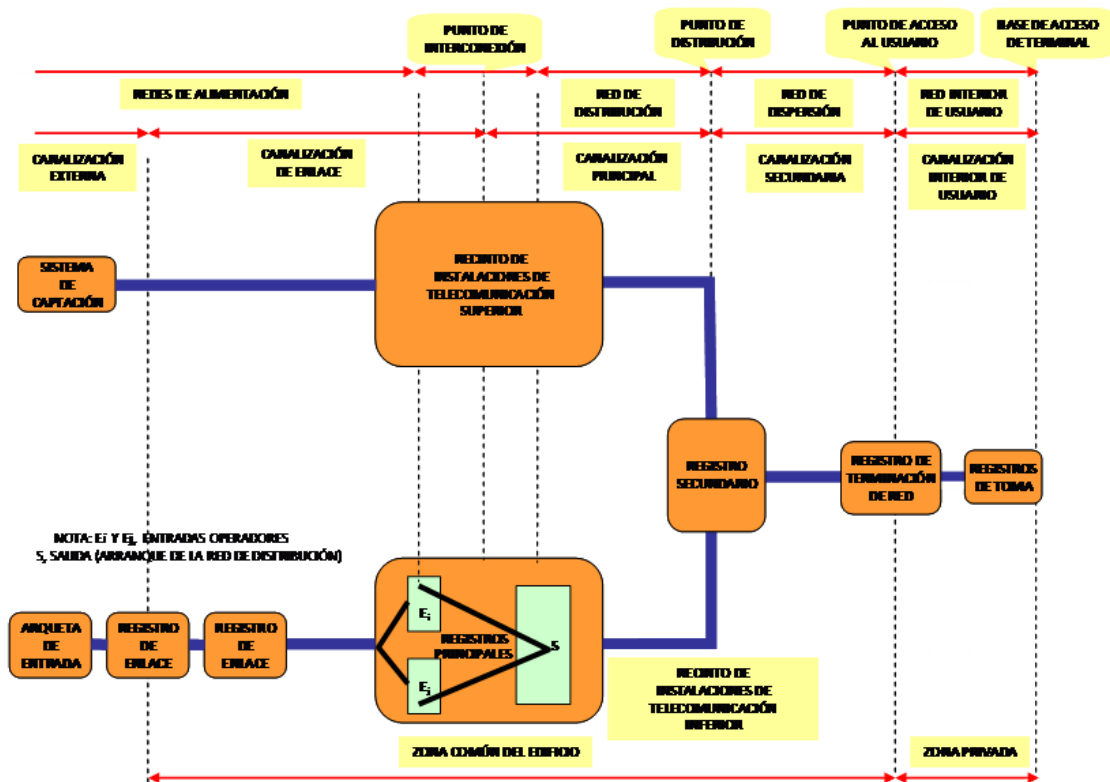 PUNTO DE
INTERCONEXIÓN
PUNTO DE
DISTRIBUCIÓN
PUNTO DE ACCESO
AL USUARIO
BASE DE ACCESO
DE TERMINAL
REDES DE ALIMENTACIÓN
RED DE
DISTRIBUCIÓN
RED DE
DISPERSIÓN
RED INTERIOR
DE USUARIO
CANALIZACIÓN
EXTERNA
CANALIZACIÓN
DE ENLACE
CANALIZACIÓN
PRINCIPAL
CANALIZACIÓN
SECUNDARIA
CANALIZACIÓN
INTERIOR DE
USUARIO
SISTEMA
DE
CAPTACIÓN
RECINTO DE
INSTALACIONES DE
TELECOMUNICACIÓN
SUPERIOR
REGISTRO
SECUNDARIO
REGISTRO DE
TERMINACIÓN
DE RED
REGISTROS
DE TOMA
NOTA: Ei Y Ej, ENTRADAS OPERADORES
S, SALIDA (ARRANQUE DE LA RED DE DISTRIBUCIÓN)
ARQUETA
DE
ENTRADA
REGISTRO
DE
ENLACE
REGISTRO
DE
ENLACE
Ei
REGISTROS
PRINCIPALES
S
Ej
RECINTO DE
INSTALACIONES DE
TELECOMUNICACIÓN
INFERIOR
ZONA COMÚN DEL EDIFICIO
ZONA PRIVADA